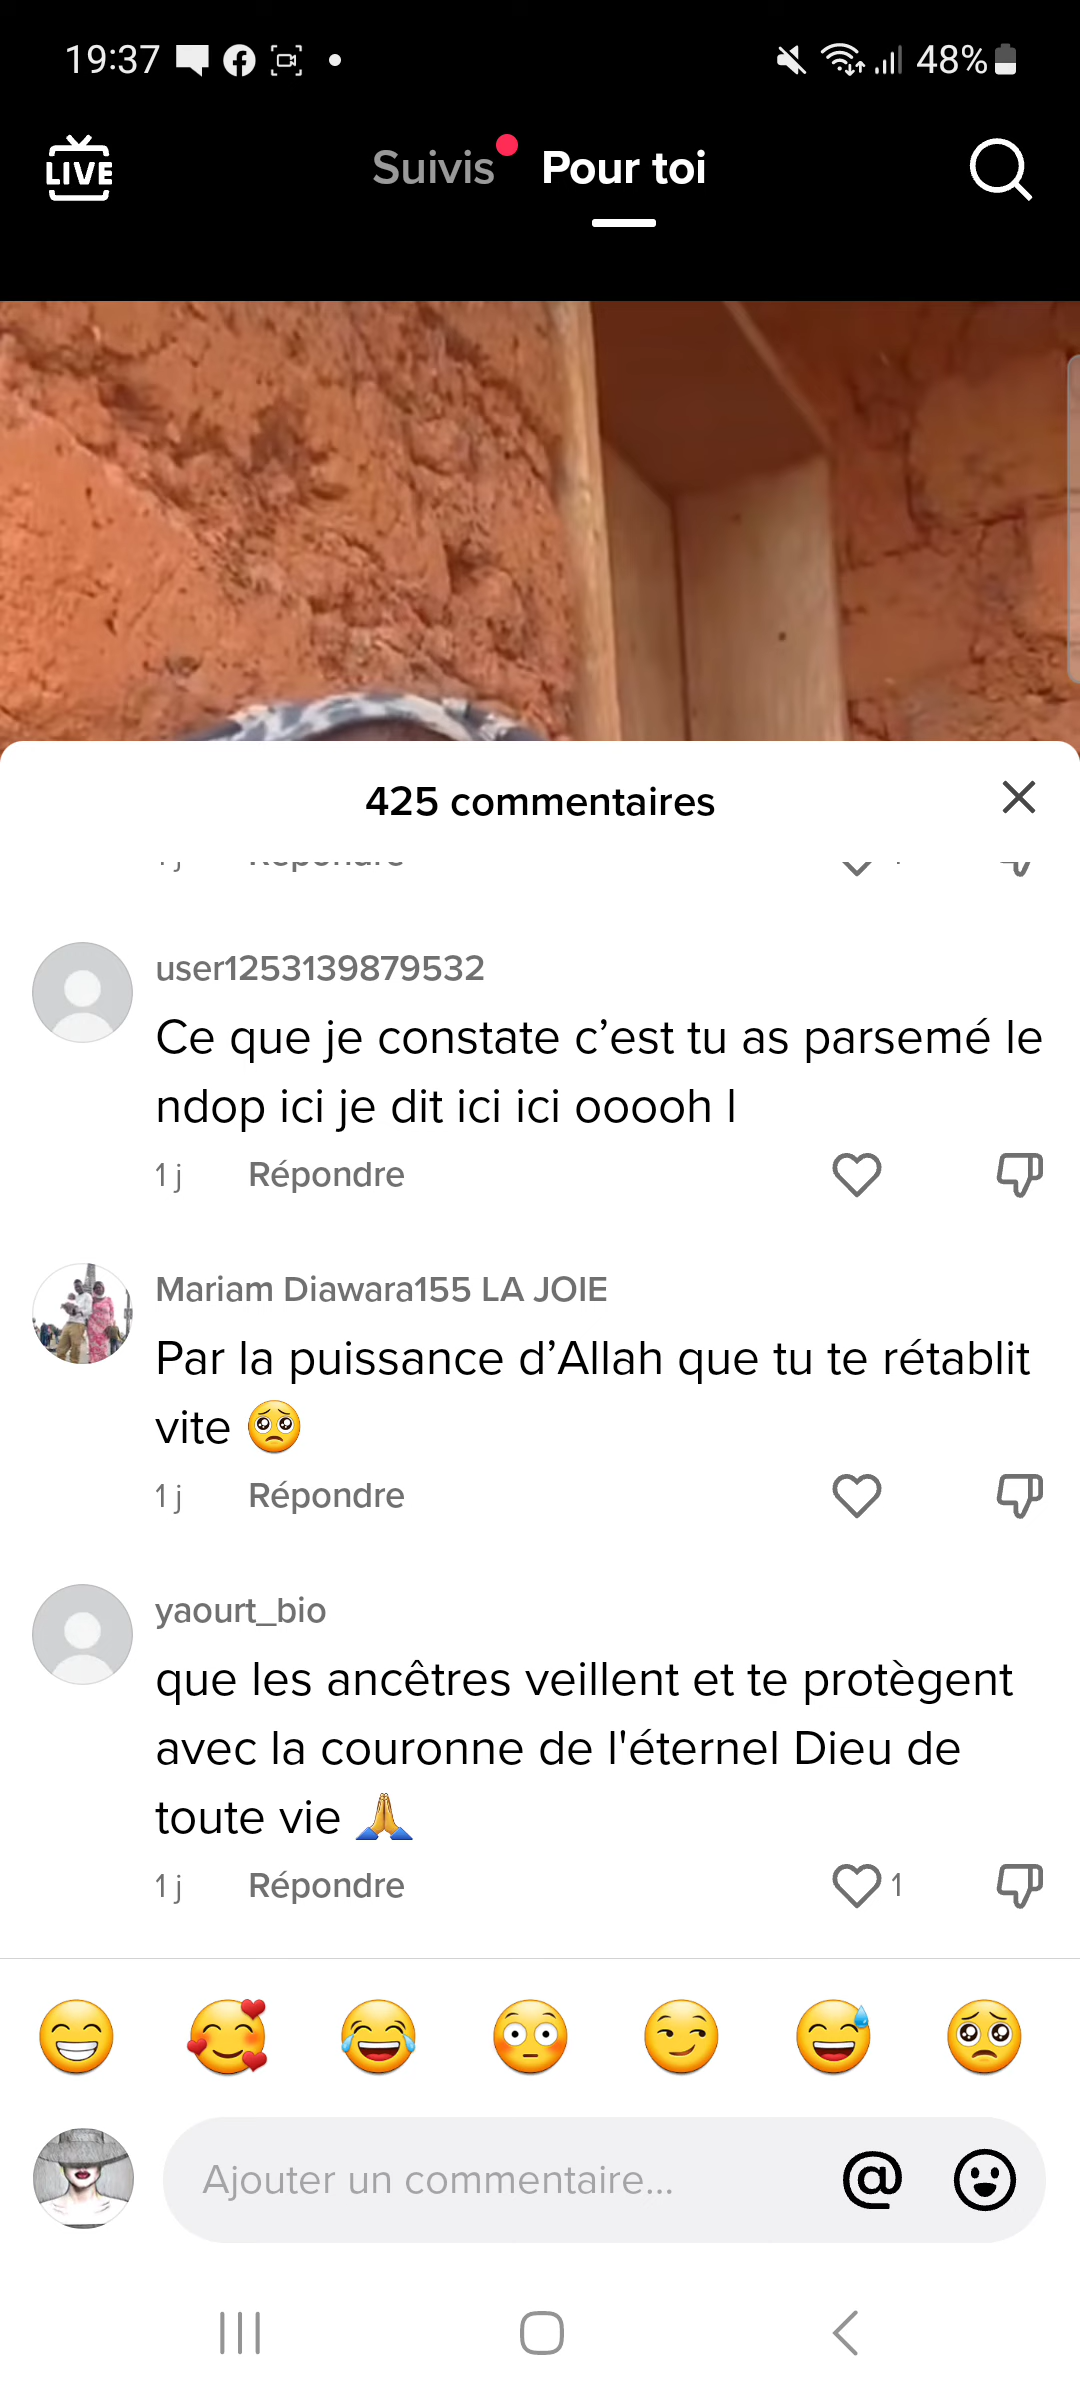 19:37
48%
LIVE
Suivis
Pour toi
425 commentaires
1 j Répondre
user1253139879532
Ce que je constate c’est tu as parsemé le
ndop ici je dit ici ici ooooh l
1 j Répondre
Mariam Diawara155 LA JOIE
Par la puissance d’Allah que tu te rétablit
vite 🥺
1 j Répondre
yaourt_bio
que les ancêtres veillent et te protègent
avec la couronne de l'éternel Dieu de
toute vie 🙏
1 j Répondre 1
Ajouter un commentaire...